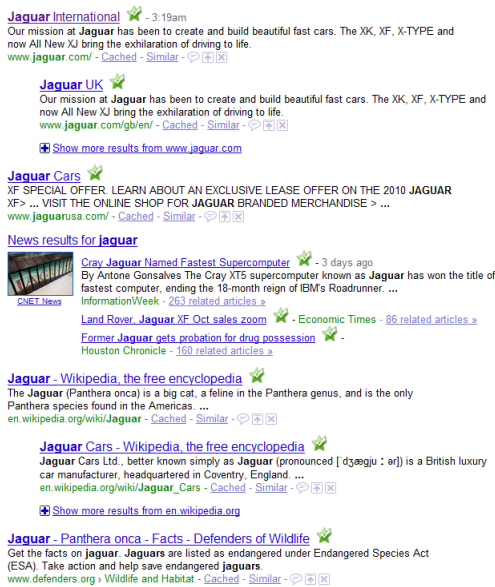 Jaguar International - 3:19am
Our mission at Jaguar has been to create and build beautiful fast cars. The XK, XF, X-TYPE and
now All New XJ bring the exhilaration of driving to life.
www.jaguar.com/ - Cached - Similar -
Jaguar UK -
Our mission at Jaguar has been to create and build beautiful fast cars. The XK, XF, X-TYPE and
now All New XJ bring the exhilaration of driving to life.
www.jaguar.com/gb/en/ - Cached - Similar -
Show more results from www.jaguar.com
Jaguar Cars
XF SPECIAL OFFER. LEARN ABOUT AN EXCLUSIVE LEASE OFFER ON THE 2010 JAGUAR
XF> ... VISIT THE ONLINE SHOP FOR JAGUAR BRANDED MERCHANDISE > ...
www.jaguarusa.com/ - Cached - Similar -
News results for jaguar
Cray Jaguar Named Fastest Supercomputer - 3 days ago
By Antone Gonsalves The Cray XT5 supercomputer known as Jaguar has won the title of
fastest computer, ending the 18-month reign of IBM's Roadrunner. ...
CNET News
InformationWeek - 263 related articles »
Land Rover, Jaguar XF Oct sales zoom - Economic Times - 86 related articles »
Former Jaguar gets probation for drug possession -
Houston Chronicle - 160 related articles »
Jaguar - Wikipedia, the free encyclopedia
The Jaguar (Panthera onca) is a big cat, a feline in the Panthera genus, and is the only
Panthera species found in the Americas. ...
en.wikipedia.org/wiki/Jaguar - Cached - Similar -
Jaguar Cars - Wikipedia, the free encyclopedia
Jaguar Cars Ltd., better known simply as Jaguar (pronounced [ˈdʒægjuːər]) is a British luxury
car manufacturer, headquartered in Coventry, England. ...
en.wikipedia.org/wiki/Jaguar_Cars - Cached - Similar -
Show more results from en.wikipedia.org
Jaguar - Panthera onca - Facts - Defenders of Wildlife
Get the facts on jaguar. Jaguars are listed as endangered under Endangered Species Act
(ESA). Take action and help save endangered jaguars.
www.defenders.org › Wildlife and Habitat - Cached - Similar -